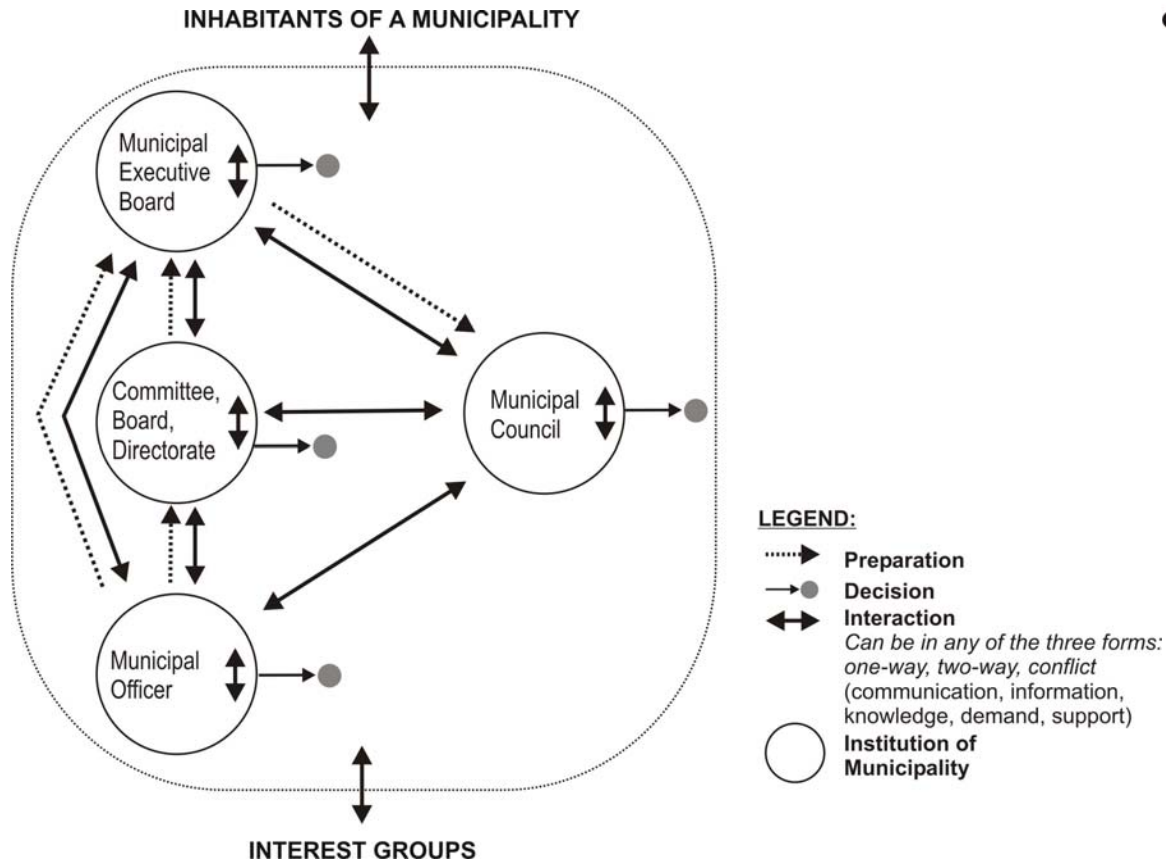 INHABITANTS OF A MUNICIPALITY
Municipal
Executive
Board
Committee,
Board,
Directorate
Municipal
Council
Municipal
Officer
INTEREST GROUPS
LEGEND:
Preparation
Decision
Interaction
Can be in any of the three forms:
one-way, two-way, conflict
(communication, information,
knowledge, demand, support)
Institution of
Municipality